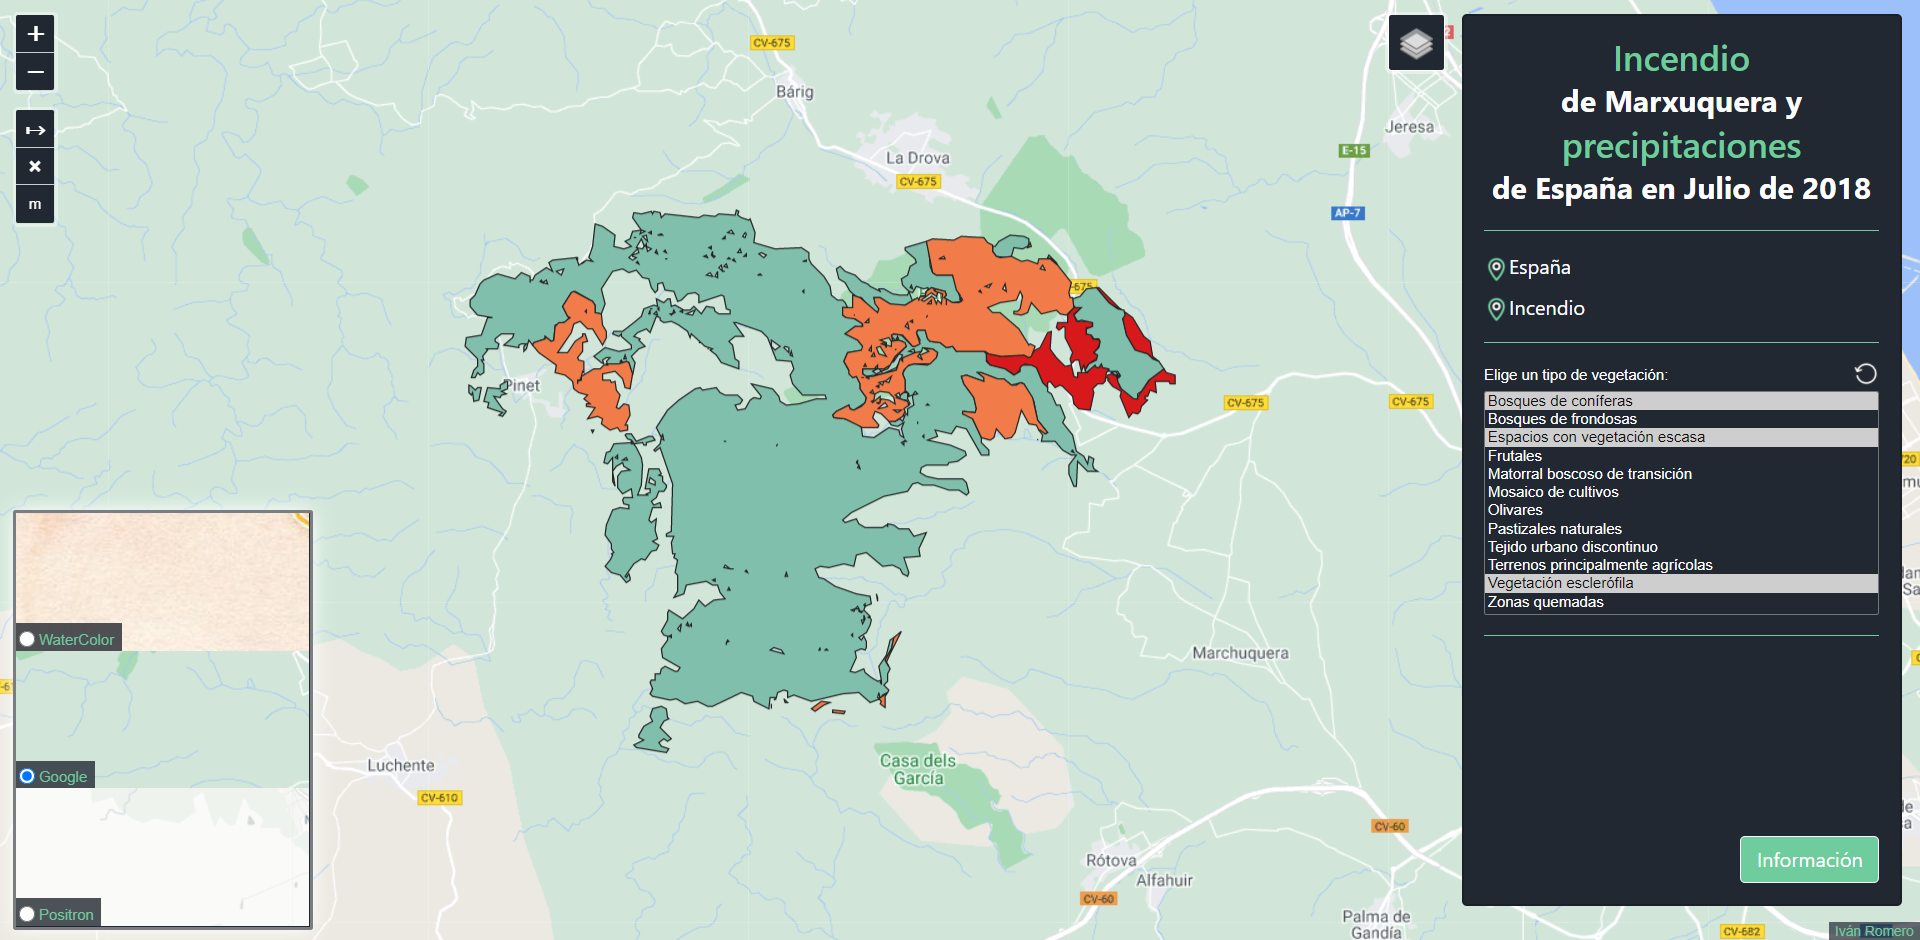 +
−
m
CV-675
Bárig
La Drova
CV-675
Jeresa
E-15
AP-7
-675
Pinet
CV-675
CV-675
Marchuquera
Luchente
CV-610
Casa dels
García
CV-60
Rótova
Alfahuir
CV-60
Palma de
Gandía
CV-682
WaterColor
Google
Positron
Incendio
de Marxuquera y
precipitaciones
de España en Julio de 2018
España
Incendio
Elige un tipo de vegetación:
Bosques de coníferas
Bosques de frondosas
Espacios con vegetación escasa
Frutales
Matorral boscoso de transición
Mosaico de cultivos
Olivares
Pastizales naturales
Tejido urbano discontinuo
Terrenos principalmente agrícolas
Vegetación esclerófila
Zonas quemadas
Información
Iván Romero